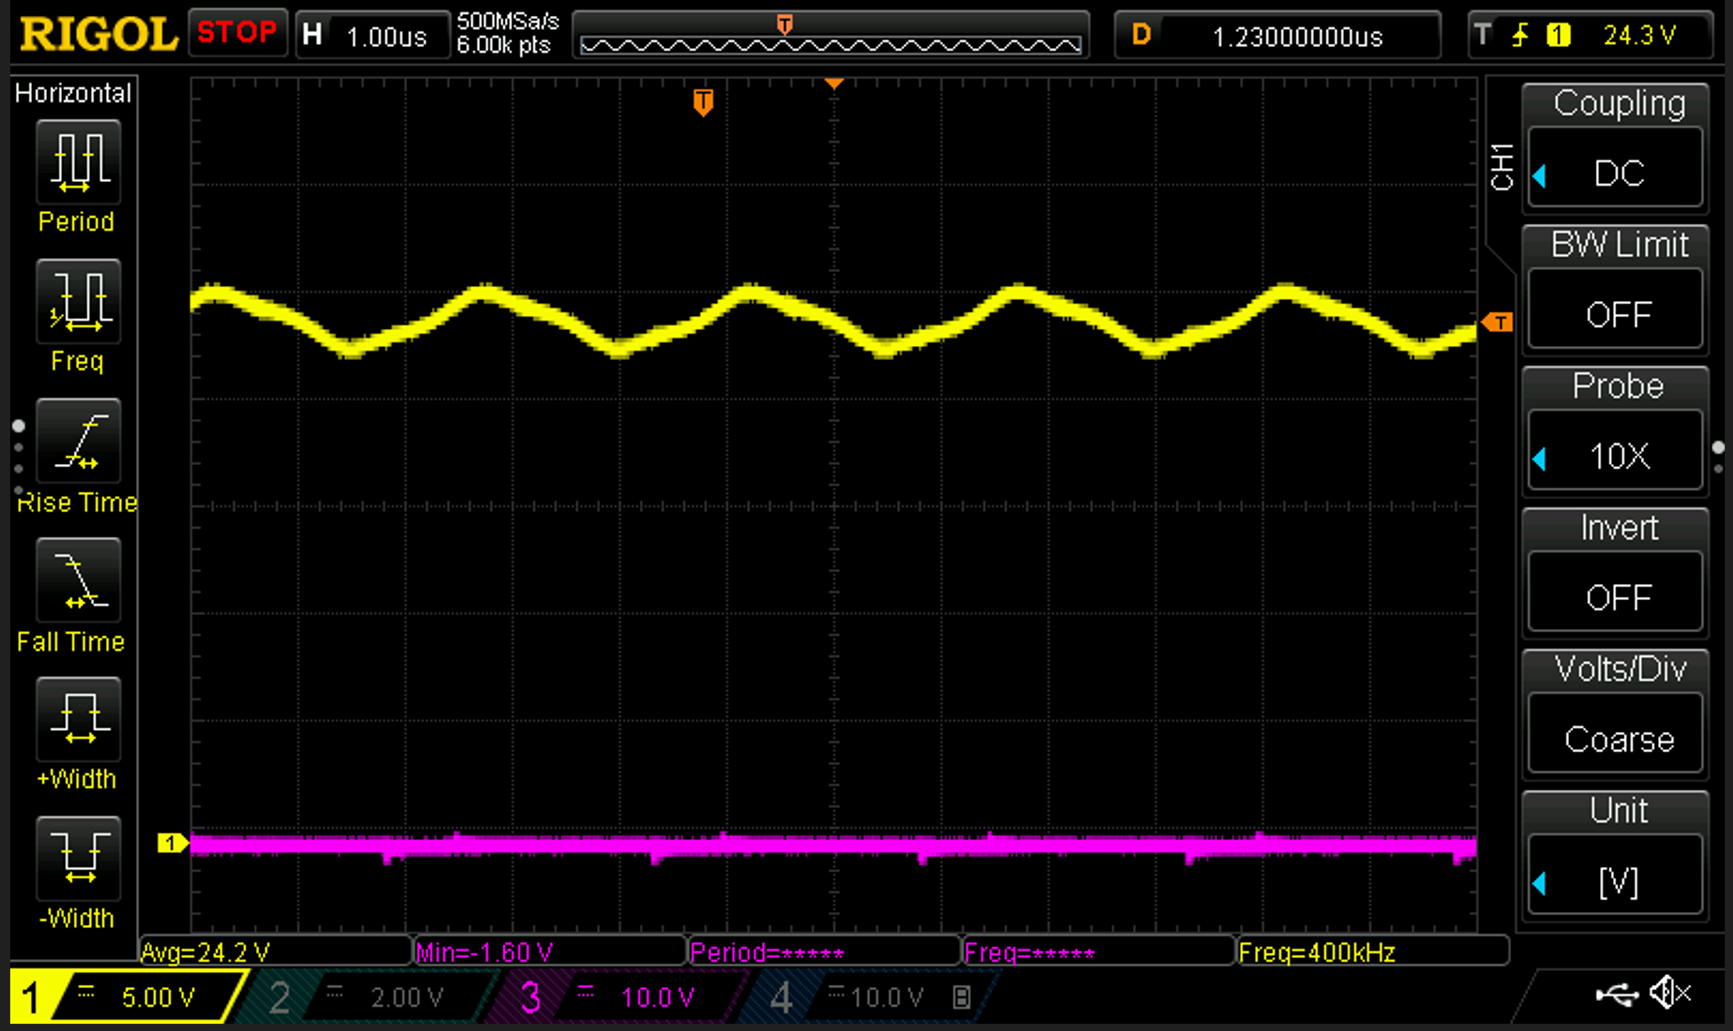 RIGOL STOP H 1.00us 500MSa/s 6.00k pts T D 1.23000000us T 1 24.3 V
Horizontal
Period
Freq
Rise Time
Fall Time
+Width
-Width
T
T
1
CH1
Coupling
DC
BW Limit
OFF
Probe
10X
Invert
OFF
Volts/Div
Coarse
Unit
[V]
Avg=24.2 V Min=-1.60 V Period=***** Freq=***** Freq=400kHz
1 5.00 V 2 2.00 V 3 10.0 V 4 10.0 V B